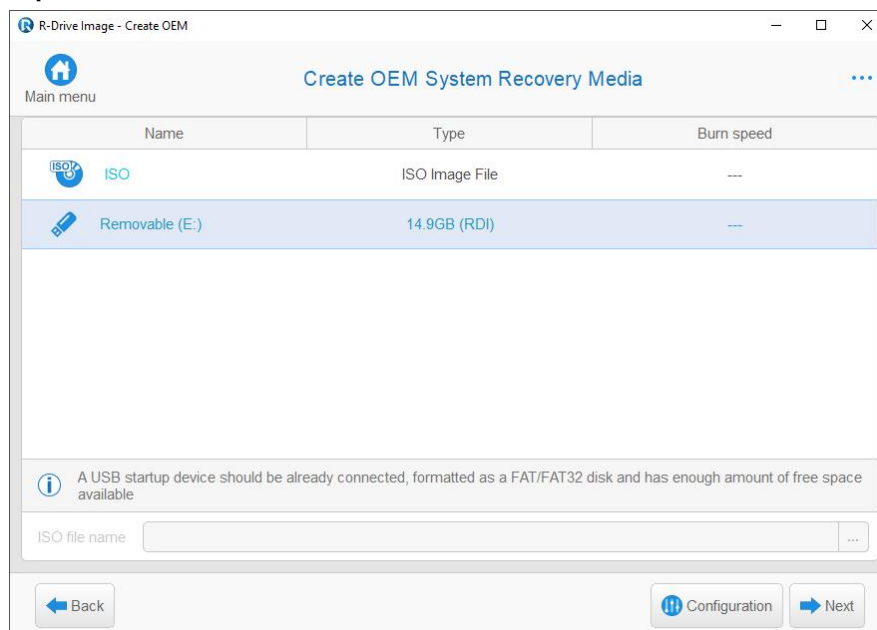 R-Drive Image - Create OEM
Main menu
Create OEM System Recovery Media
...
Name Type Burn speed
ISO ISO ISO Image File ---
Removable (E:) 14.9GB (RDI) ---
A USB startup device should be already connected, formatted as a FAT/FAT32 disk and has enough amount of free space
available
ISO file name ...
Back Configuration Next